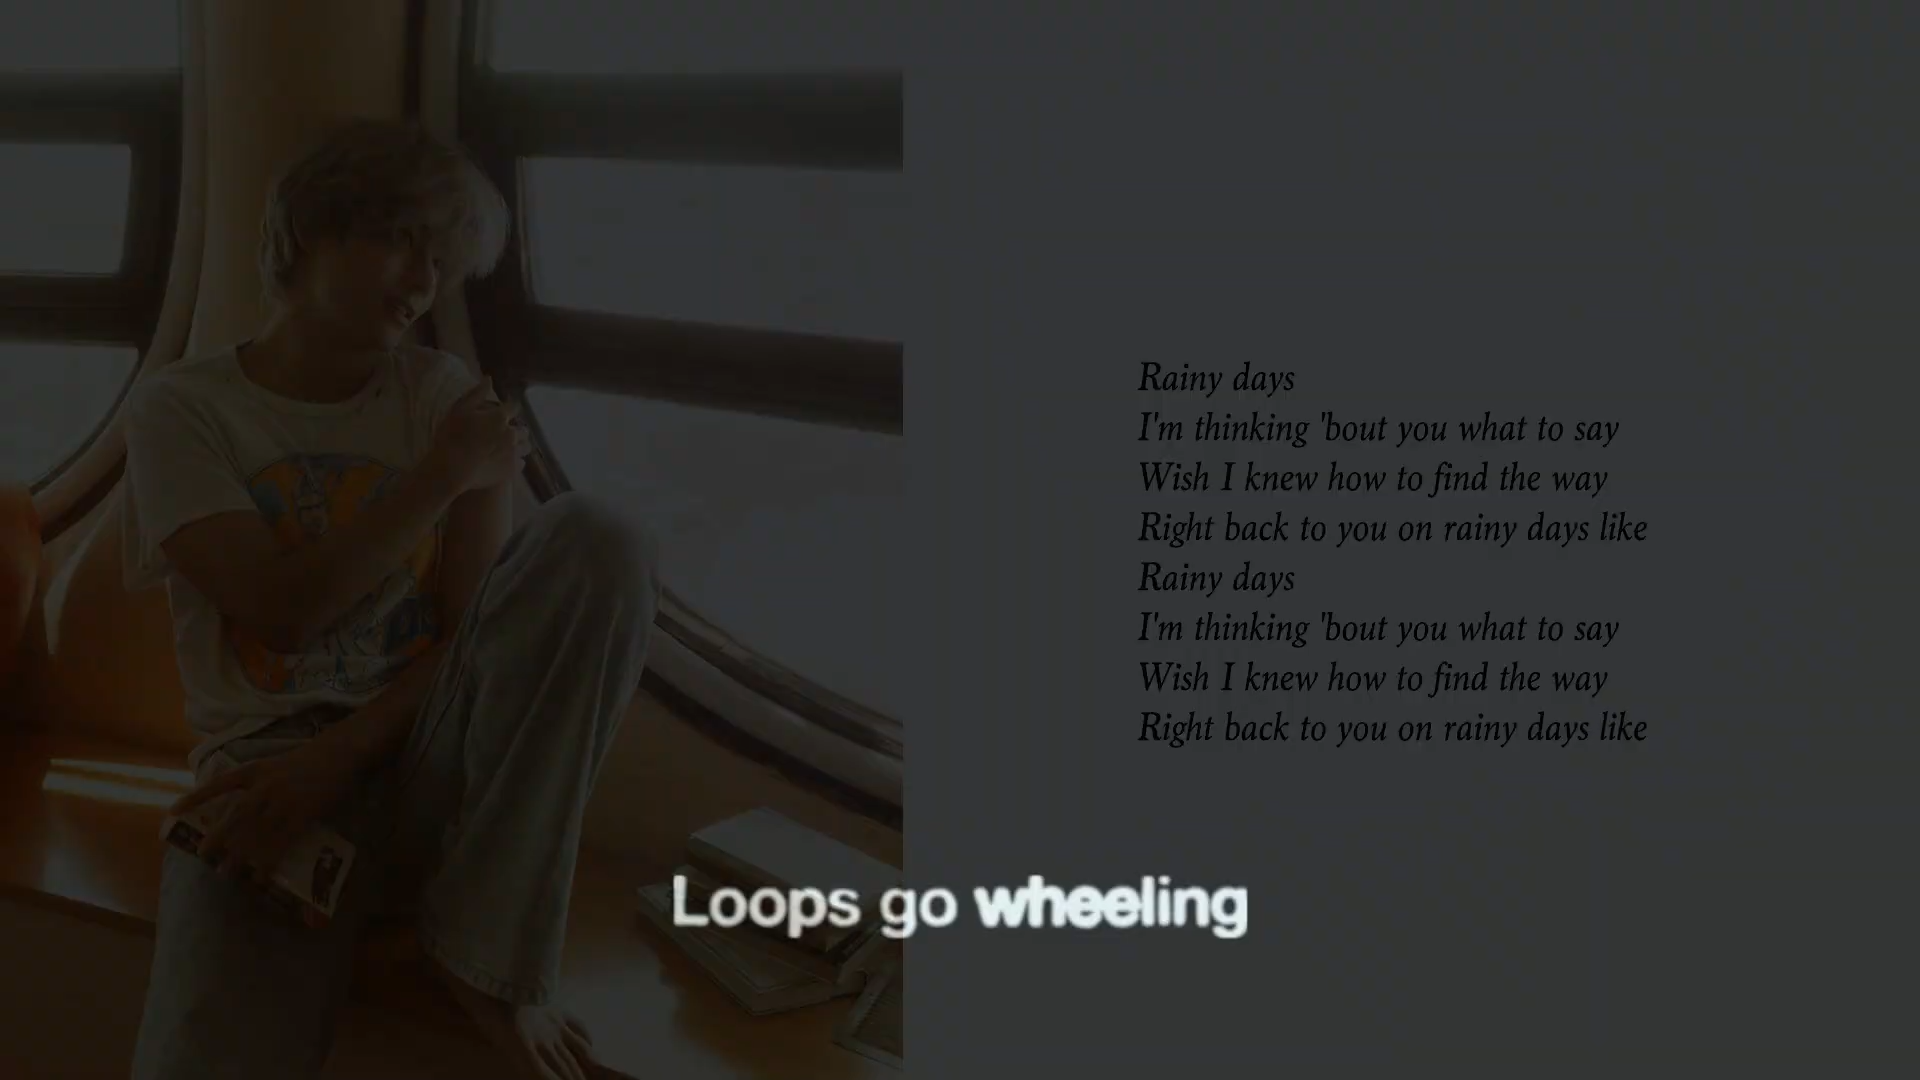 Rainy days
I'm thinking 'bout you what to say
Wish I knew how to find the way
Right back to you on rainy days like
Rainy days
I'm thinking 'bout you what to say
Wish I knew how to find the way
Right back to you on rainy days like
Loops go wheeling